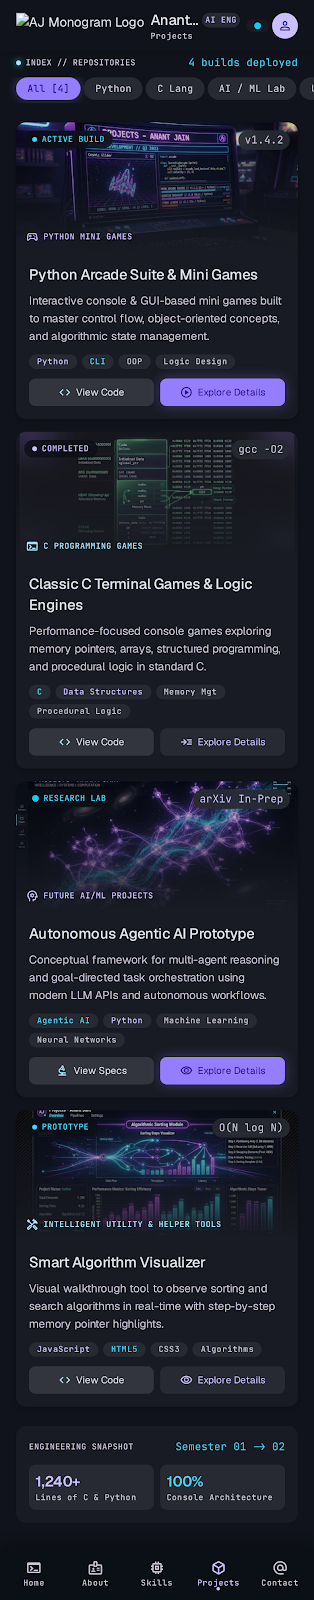 AJ Monogram Logo
Anant... AI ENG
Projects
INDEX // REPOSITORIES 4 builds deployed
All [4] Python C Lang AI / ML Lab
PROJECTS - ANANT JAIN
ACTIVE BUILD v1.4.2
PYTHON MINI GAMES
Python Arcade Suite & Mini Games
Interactive console & GUI-based mini games built
to master control flow, object-oriented concepts,
and algorithmic state management.
Python CLI OOP Logic Design
View Code Explore Details
COMPLETED gcc -O2
C PROGRAMMING GAMES
Classic C Terminal Games & Logic
Engines
Performance-focused console games exploring
memory pointers, arrays, structured programming,
and procedural logic in standard C.
C Data Structures Memory Mgt
Procedural Logic
View Code Explore Details
RESEARCH LAB arXiv In-Prep
FUTURE AI/ML PROJECTS
Autonomous Agentic AI Prototype
Conceptual framework for multi-agent reasoning
and goal-directed task orchestration using
modern LLM APIs and autonomous workflows.
Agentic AI Python Machine Learning
Neural Networks
View Specs Explore Details
Algorithmic Sorting Module
PROTOTYPE O(N log N)
INTELLIGENT UTILITY & HELPER TOOLS
Smart Algorithm Visualizer
Visual walkthrough tool to observe sorting and
search algorithms in real-time with step-by-step
memory pointer highlights.
JavaScript HTML5 CSS3 Algorithms
View Code Explore Details
ENGINEERING SNAPSHOT Semester 01 -> 02
1,240+ 100%
Lines of C & Python Console Architecture
Home About Skills Projects Contact